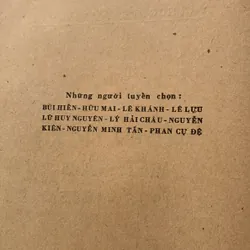 Những người tuyển chọn :
BÙI HIỂN - HỮU MAI - LÊ KHÁNH - LÊ LỰU
LỮ HUY NGUYÊN - LÝ HẢI CHÂU - NGUYỄN
KIÊN - NGUYỄN MINH TẤN - PHAN CỰ ĐỆ